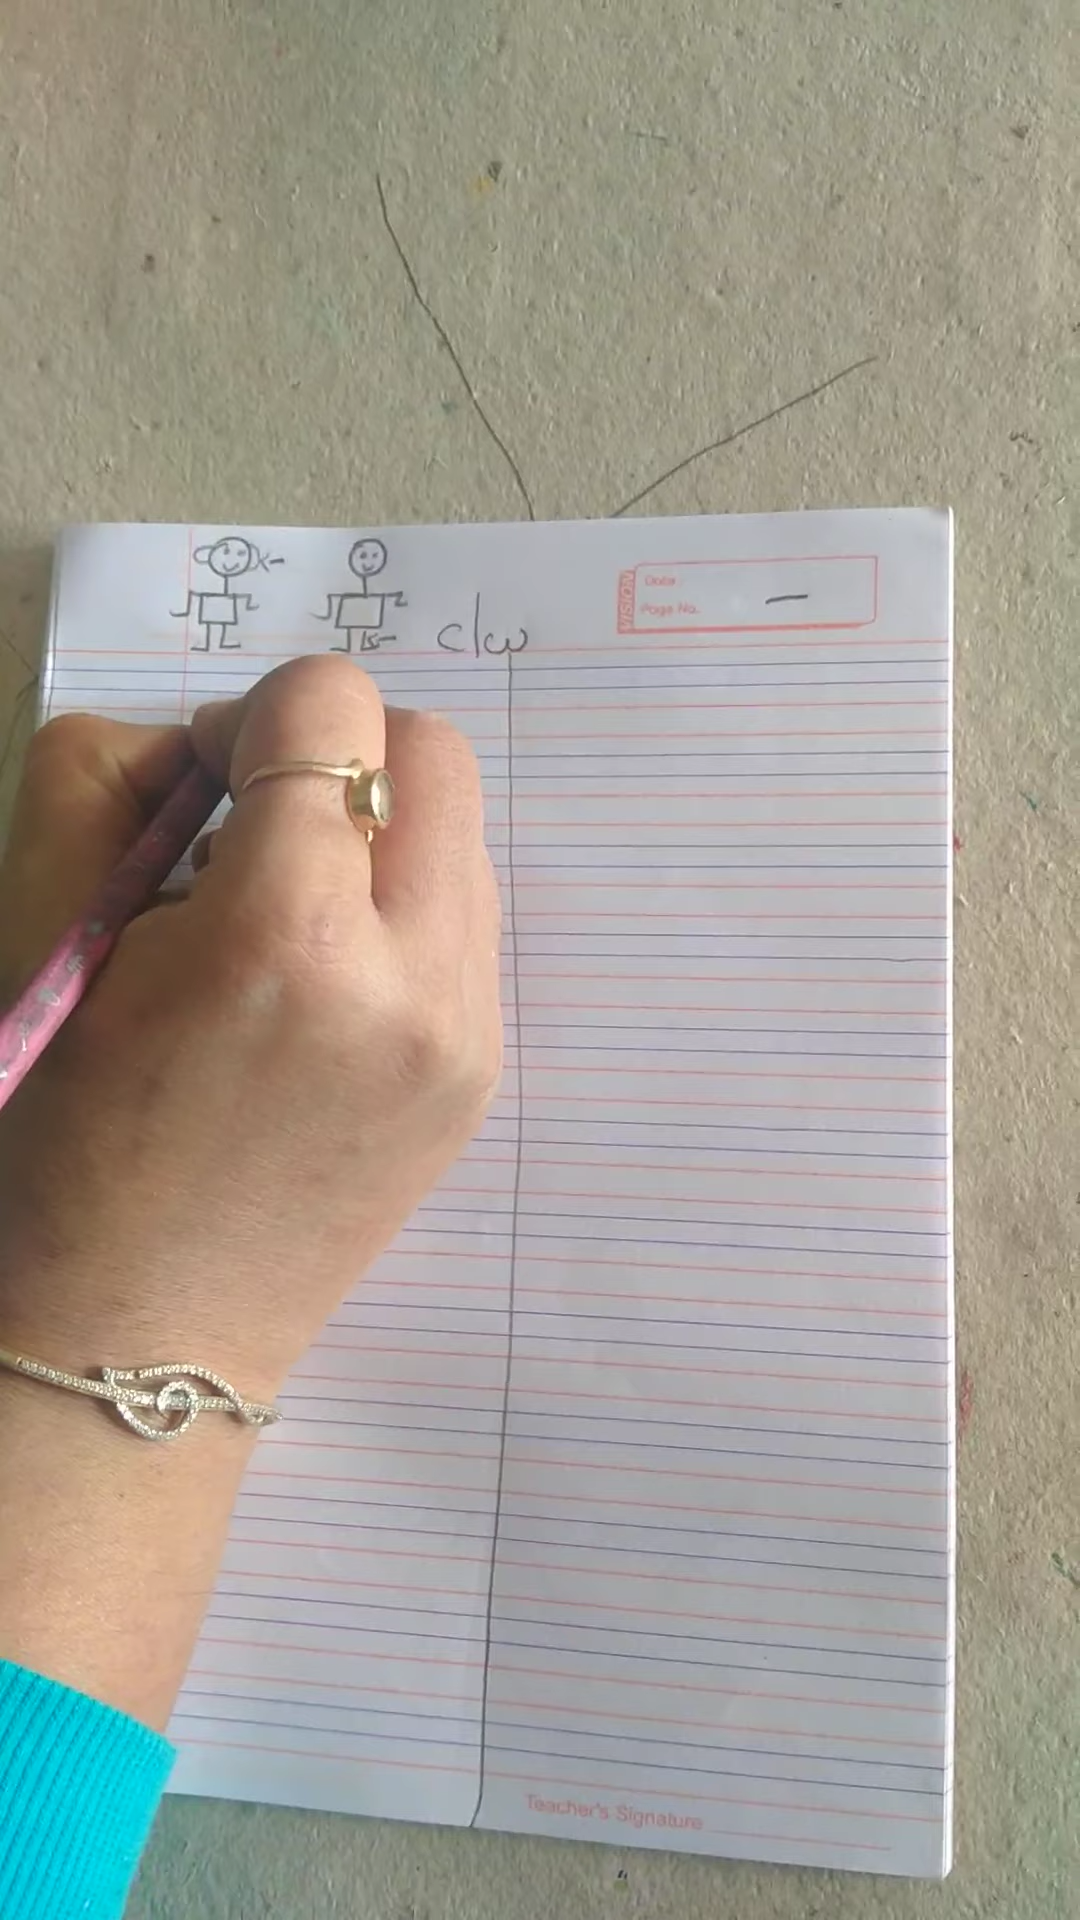 VISION
Date
Page No. —
c/w
Teacher's Signature